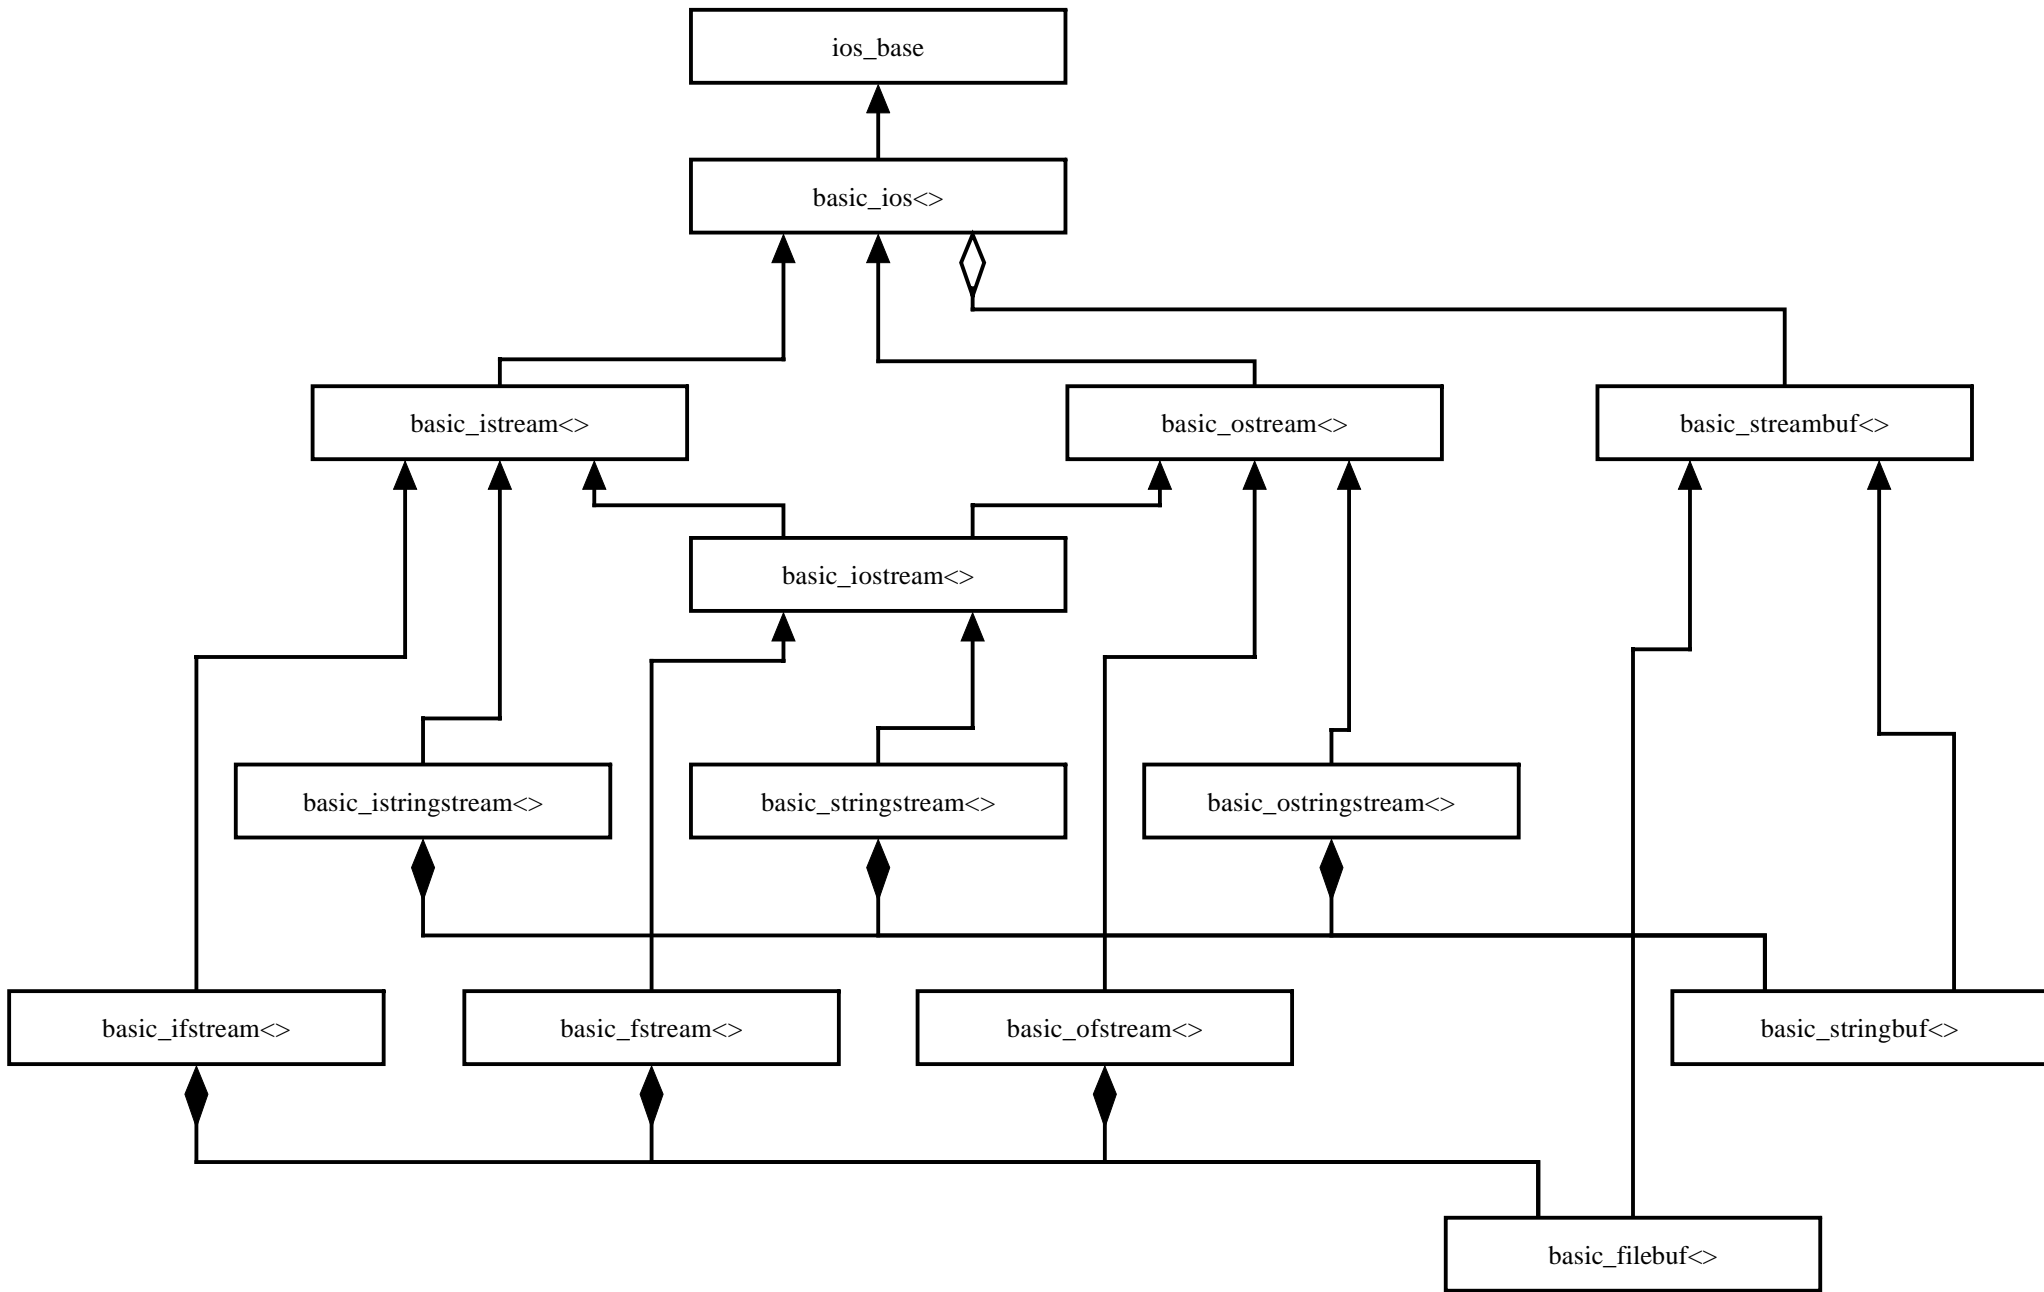 ios_base
basic_ios<>
basic_istream<>
basic_ostream<>
basic_streambuf<>
basic_iostream<>
basic_istringstream<>
basic_stringstream<>
basic_ostringstream<>
basic_ifstream<>
basic_fstream<>
basic_ofstream<>
basic_stringbuf<>
basic_filebuf<>